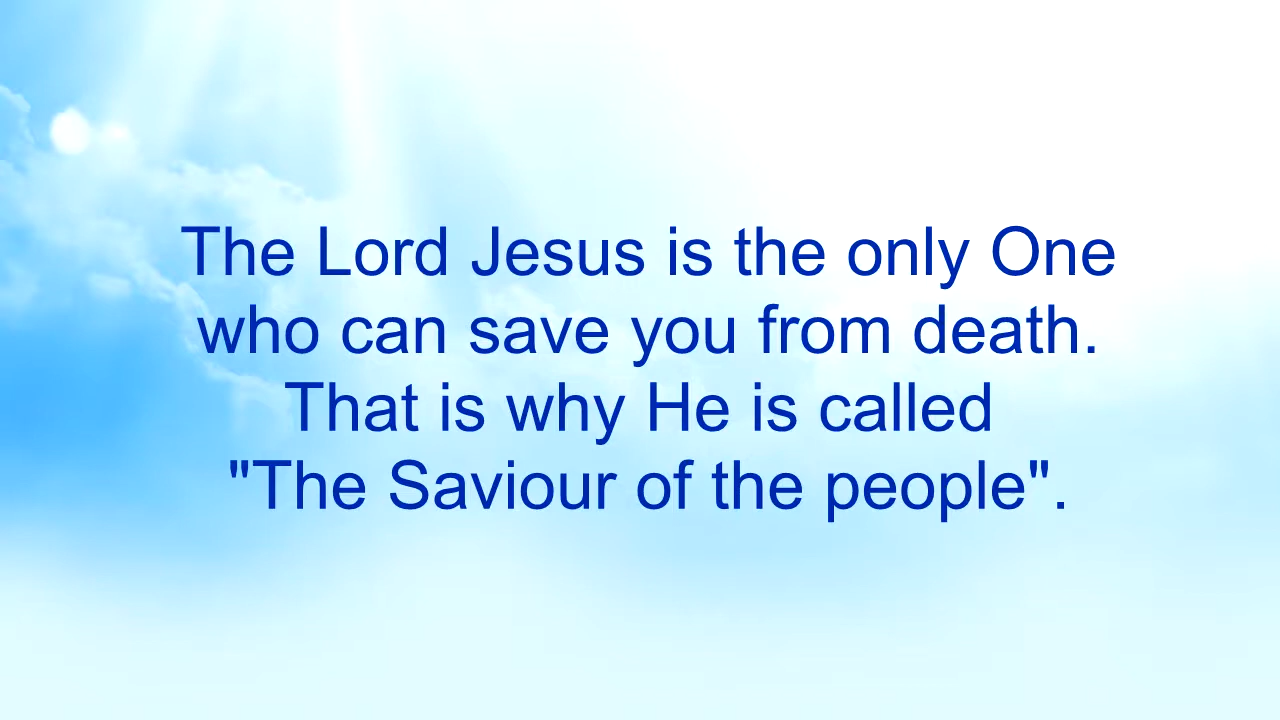 The Lord Jesus is the only One
who can save you from death.
That is why He is called
"The Saviour of the people".